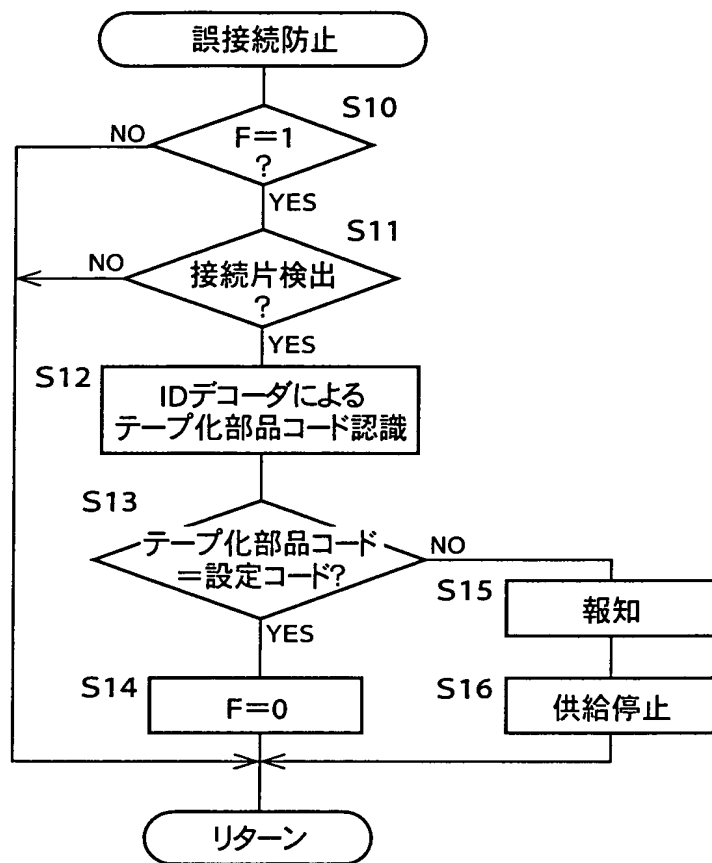 誤接続防止
S10
NO
F=1
?
YES
S11
NO
接続片検出
?
YES
S12
IDデコーダによる
テープ化部品コード認識
S13
テープ化部品コード
=設定コード?
NO
YES
S15
報知
S14
F=0
S16
供給停止
リターン